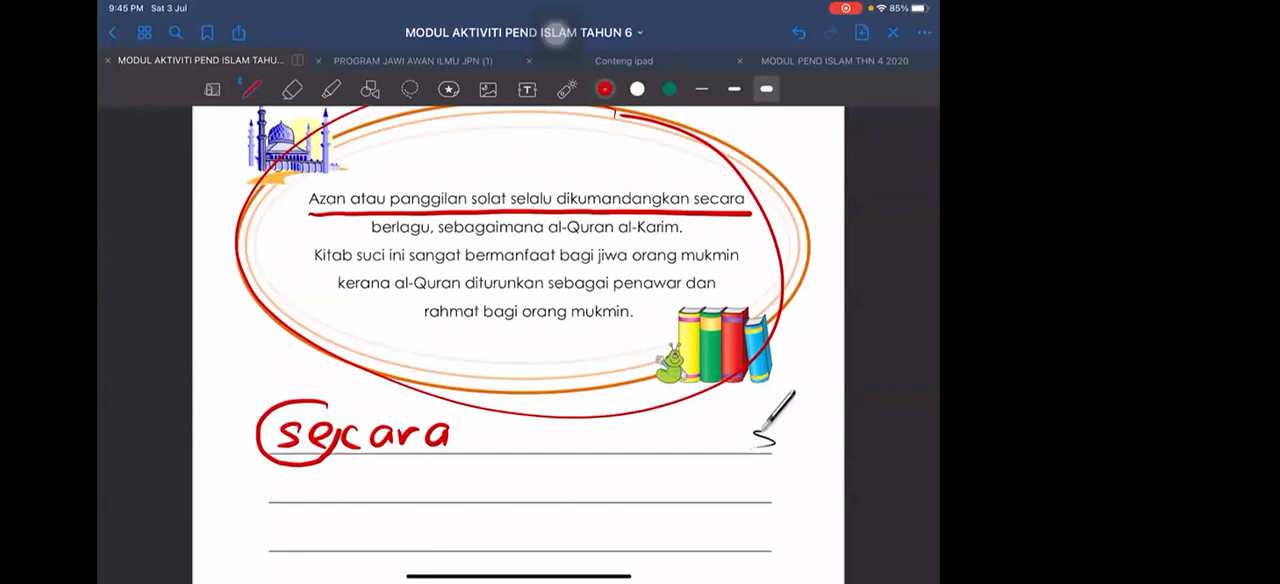 9:45 PM Sat 3 Jul
85%
MODUL AKTIVITI PEND ISLAM TAHUN 6
MODUL AKTIVITI PEND ISLAM TAHU...
PROGRAM JAWI AWAN ILMU JPN (1)
Conteng ipad
MODUL PEND ISLAM THN 4 2020
Azan atau panggilan solat selalu dikumandangkan secara
berlagu, sebagaimana al-Quran al-Karim.
Kitab suci ini sangat bermanfaat bagi jiwa orang mukmin
kerana al-Quran diturunkan sebagai penawar dan
rahmat bagi orang mukmin.
secara